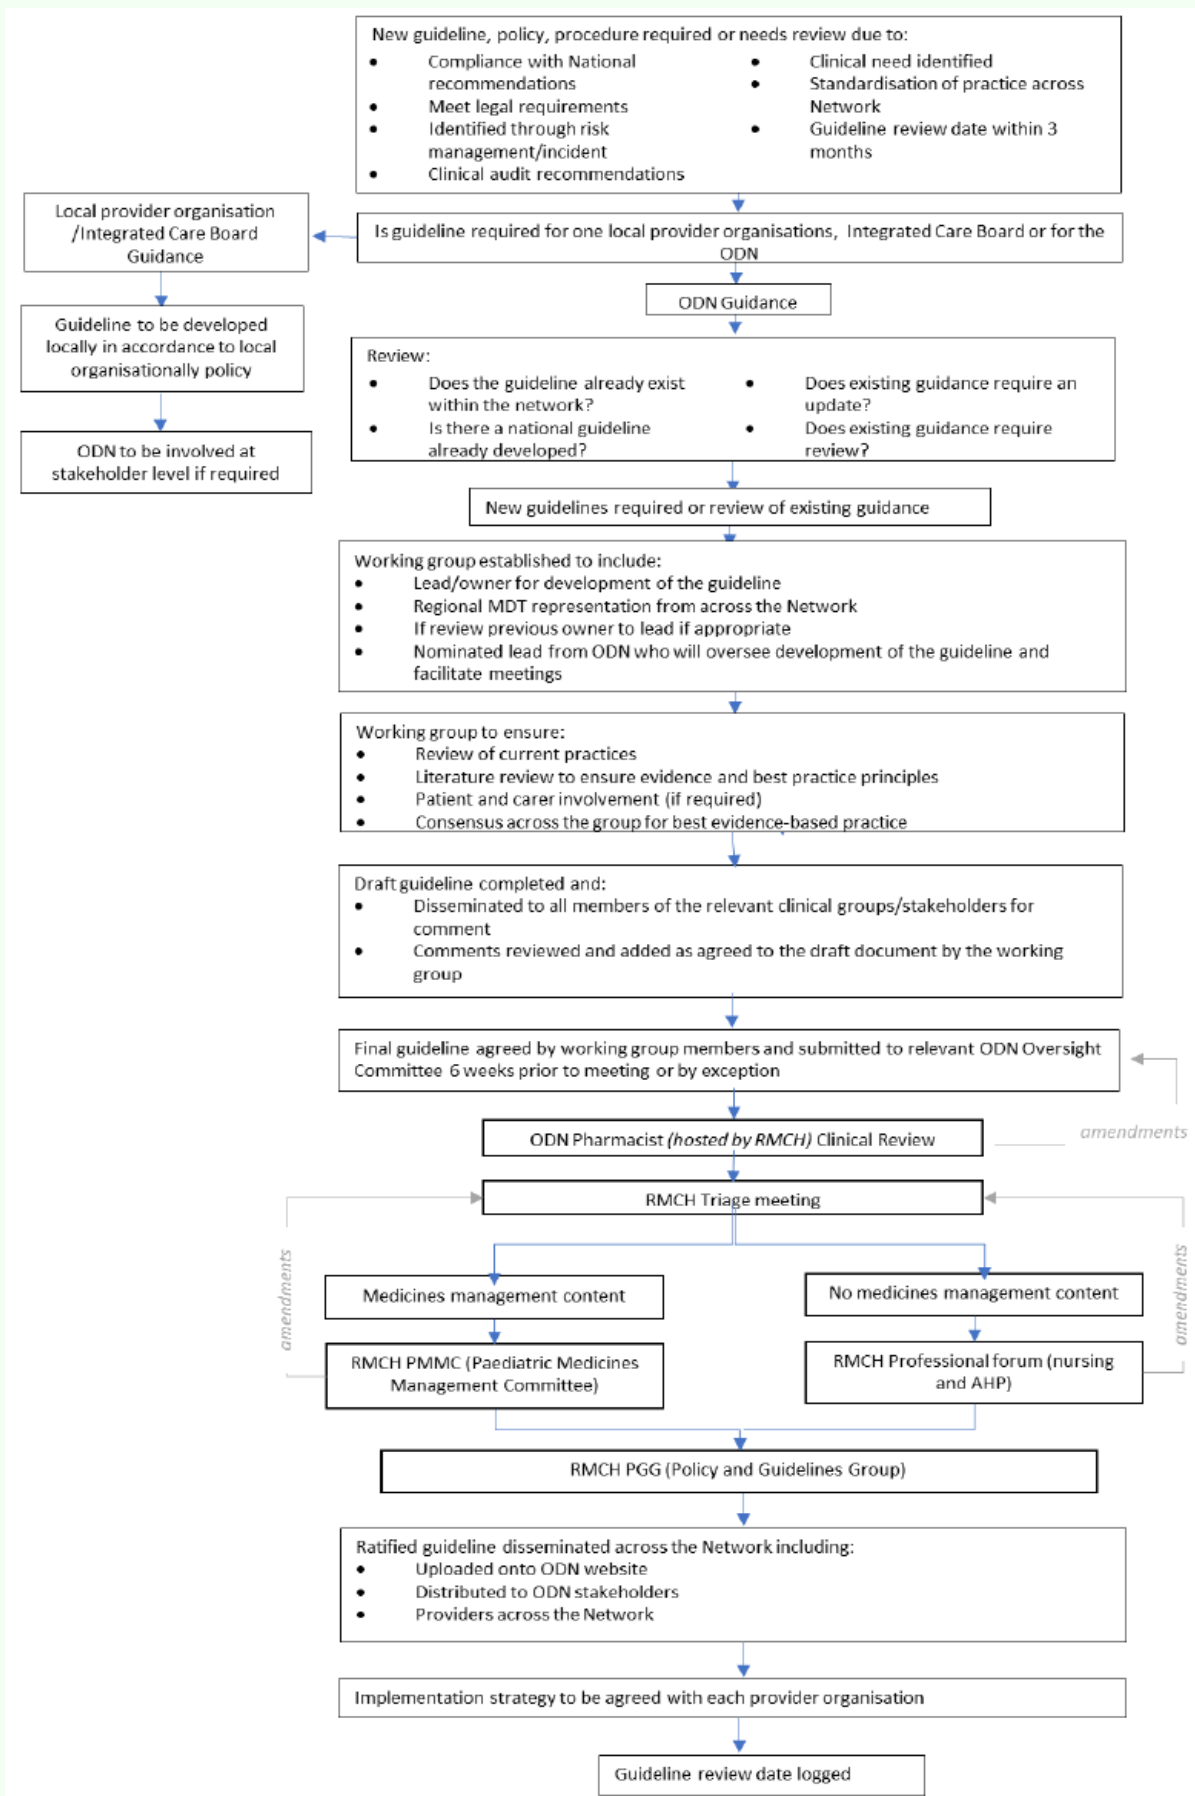 New guideline, policy, procedure required or needs review due to:
• Compliance with National
recommendations
• Meet legal requirements
• Identified through risk
management/incident
• Clinical audit recommendations
• Clinical need identified
• Standardisation of practice across
Network
• Guideline review date within 3
months
Local provider organisation
/Integrated Care Board
Guidance
Is guideline required for one local provider organisations, Integrated Care Board or for the
ODN
ODN Guidance
Guideline to be developed
locally in accordance to local
organisationally policy
Review:
• Does the guideline already exist
within the network?
• Is there a national guideline
already developed?
• Does existing guidance require an
update?
• Does existing guidance require
review?
ODN to be involved at
stakeholder level if required
New guidelines required or review of existing guidance
Working group established to include:
• Lead/owner for development of the guideline
• Regional MDT representation from across the Network
• If review previous owner to lead if appropriate
• Nominated lead from ODN who will oversee development of the guideline and
facilitate meetings
Working group to ensure:
• Review of current practices
• Literature review to ensure evidence and best practice principles
• Patient and carer involvement (if required)
• Consensus across the group for best evidence-based practice
Draft guideline completed and:
• Disseminated to all members of the relevant clinical groups/stakeholders for
comment
• Comments reviewed and added as agreed to the draft document by the working
group
Final guideline agreed by working group members and submitted to relevant ODN Oversight
Committee 6 weeks prior to meeting or by exception
amendments
ODN Pharmacist (hosted by RMCH) Clinical Review
RMCH Triage meeting
amendments
amendments
Medicines management content
No medicines management content
RMCH PMMC (Paediatric Medicines
Management Committee)
RMCH Professional forum (nursing
and AHP)
RMCH PGG (Policy and Guidelines Group)
Ratified guideline disseminated across the Network including:
• Uploaded onto ODN website
• Distributed to ODN stakeholders
• Providers across the Network
Implementation strategy to be agreed with each provider organisation
Guideline review date logged